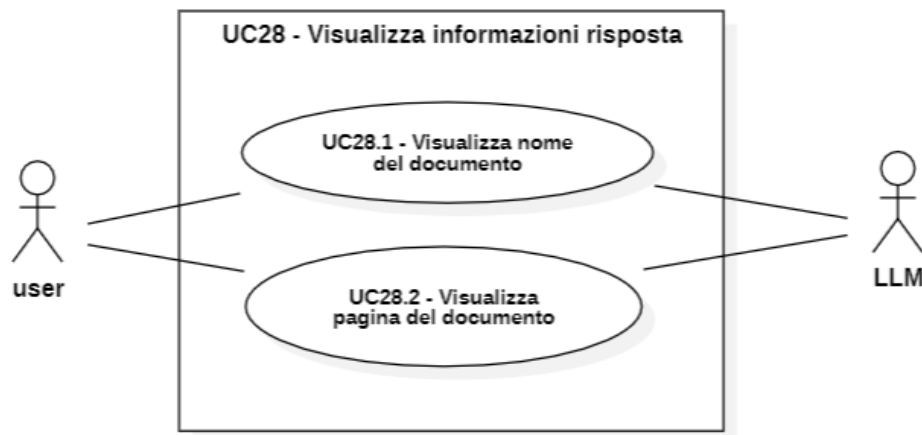 UC28 - Visualizza informazioni risposta
UC28.1 - Visualizza nome
del documento
user
LLM
UC28.2 - Visualizza
pagina del documento